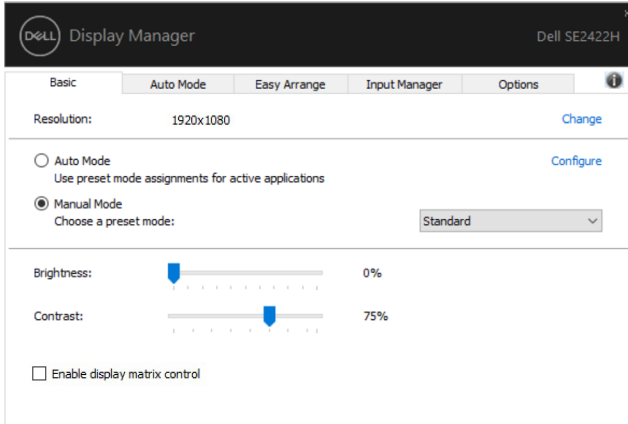 DELL Display Manager Dell SE2422H
Basic Auto Mode Easy Arrange Input Manager Options
Resolution: 1920x1080 Change
Auto Mode Configure
Use preset mode assignments for active applications
Manual Mode
Choose a preset mode: Standard
Brightness: 0%
Contrast: 75%
Enable display matrix control